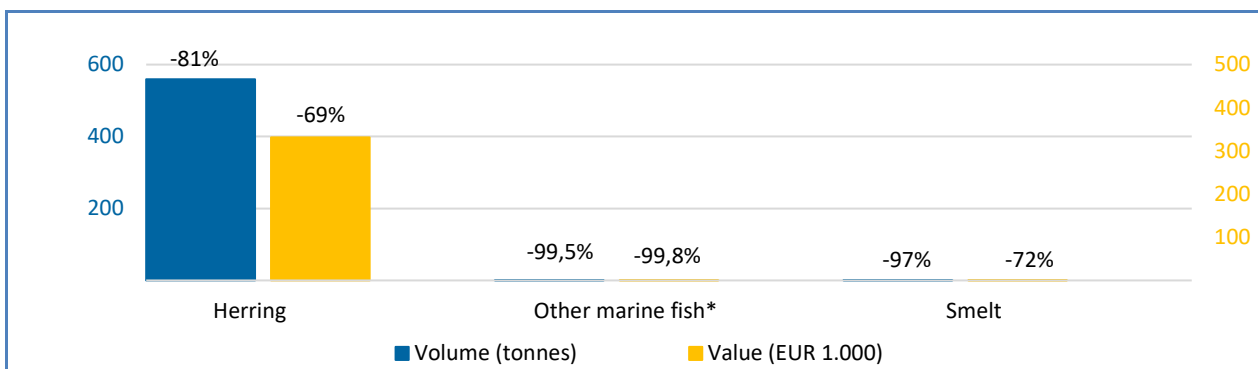 600
-81%
500
-69%
400
400
300
200
200
-99,5%
-99,8%
-97%
-72%
100
Herring
Other marine fish*
Smelt
Volume (tonnes)
Value (EUR 1.000)